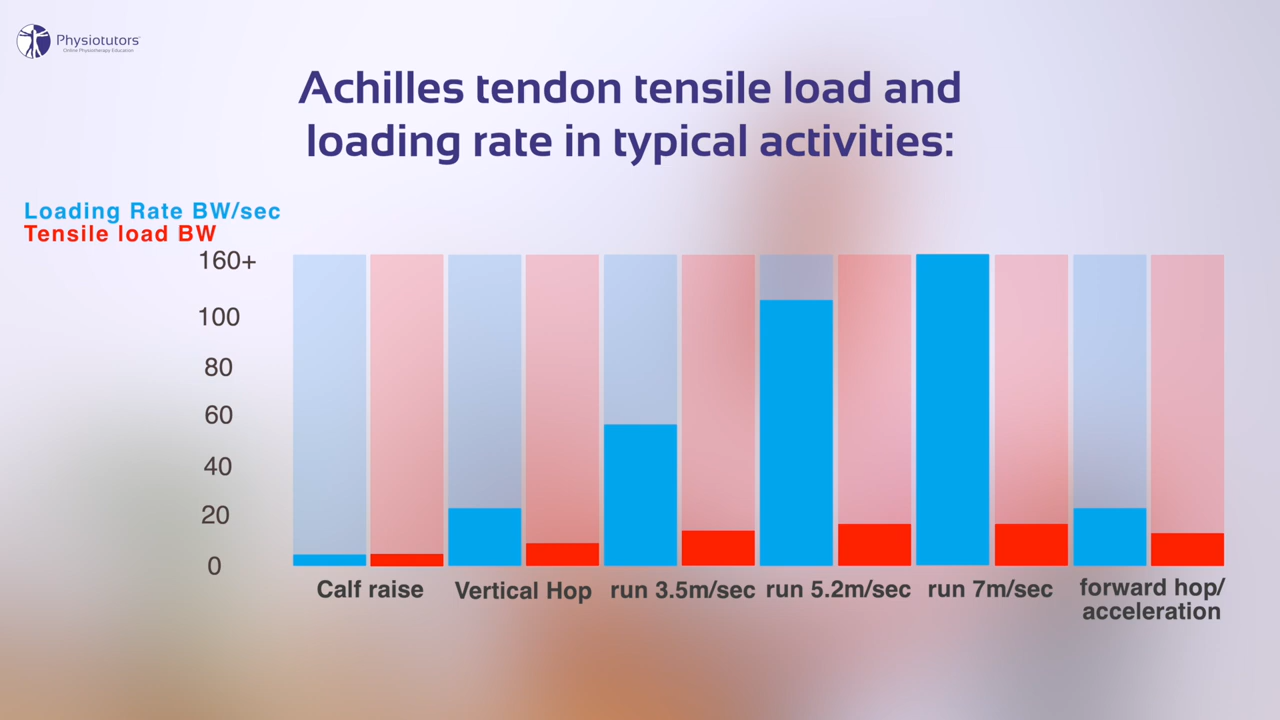 Physiotutors
Online Physiotherapy Education
Achilles tendon tensile load and
loading rate in typical activities:
Loading Rate BW/sec
Tensile load BW
160+
100
80
60
40
20
0
Calf raise
Vertical Hop
run 3.5m/sec
run 5.2m/sec
run 7m/sec
forward hop/
acceleration